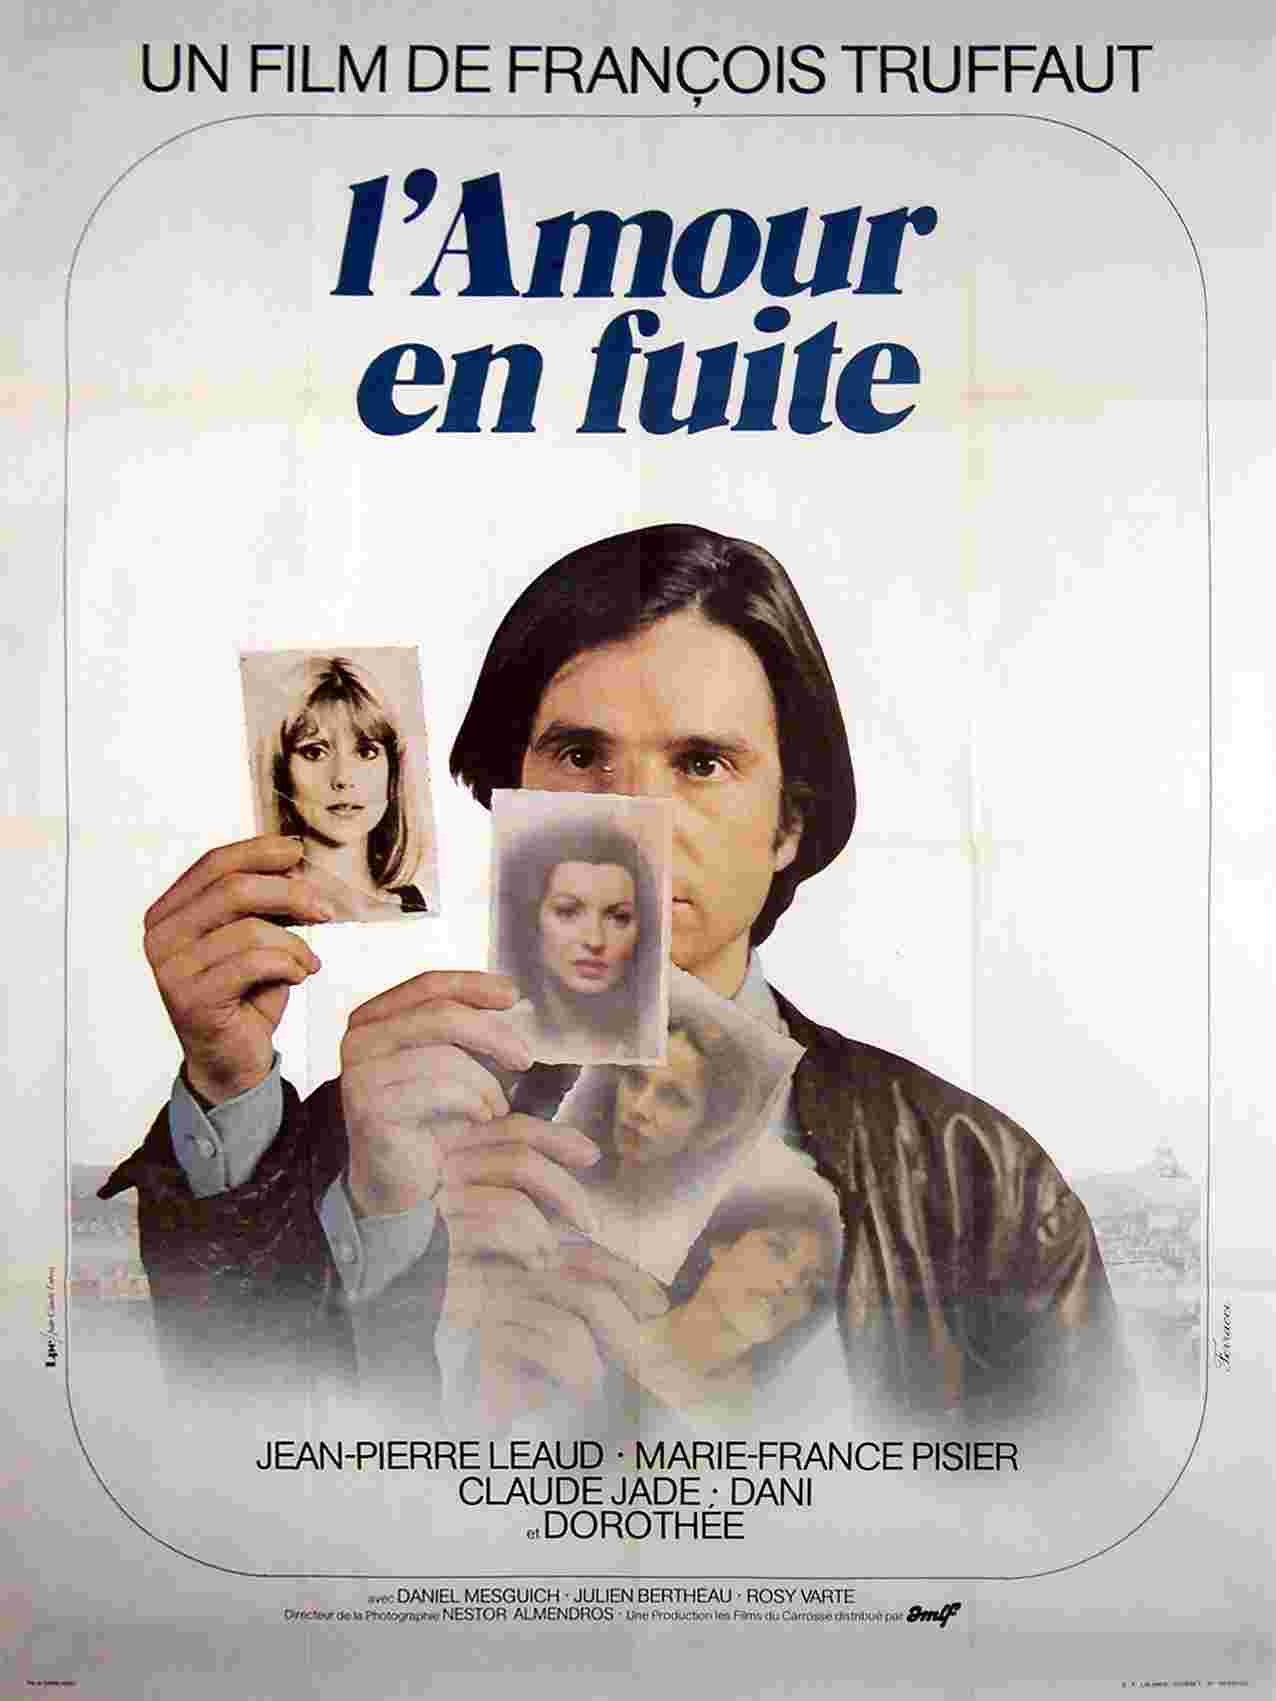 UN FILM DE FRANÇOIS TRUFFAUT
l'Amour
en fuite
Ferracci
JEAN-PIERRE LEAUD · MARIE-FRANCE PISIER
CLAUDE JADE · DANI
et DOROTHÉE
avec DANIEL MESGUICH · JULIEN BERTHEAU · ROSY VARTE
Directeur de la Photographie NESTOR ALMENDROS · Une Production les Films du Carrosse distribué par amlf